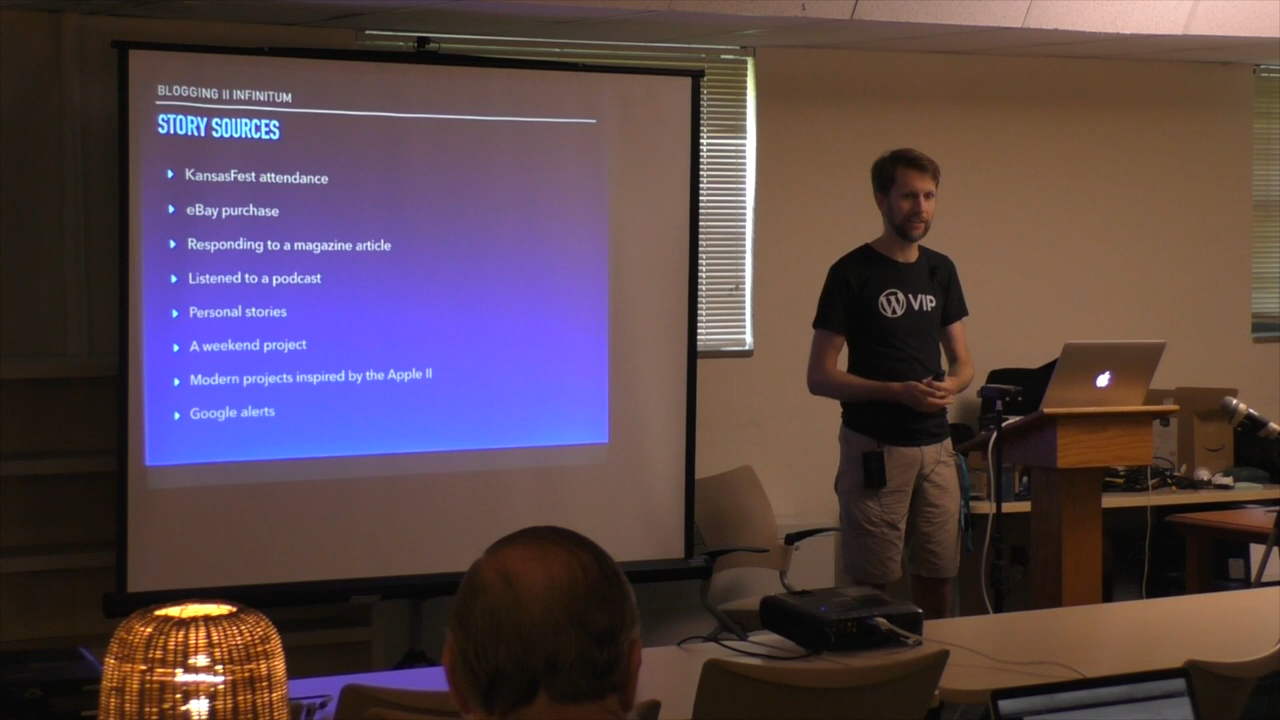 BLOGGING II INFINITUM
STORY SOURCES
KansasFest attendance
eBay purchase
Responding to a magazine article
Listened to a podcast
Personal stories
A weekend project
Modern projects inspired by the Apple II
Google alerts
VIP